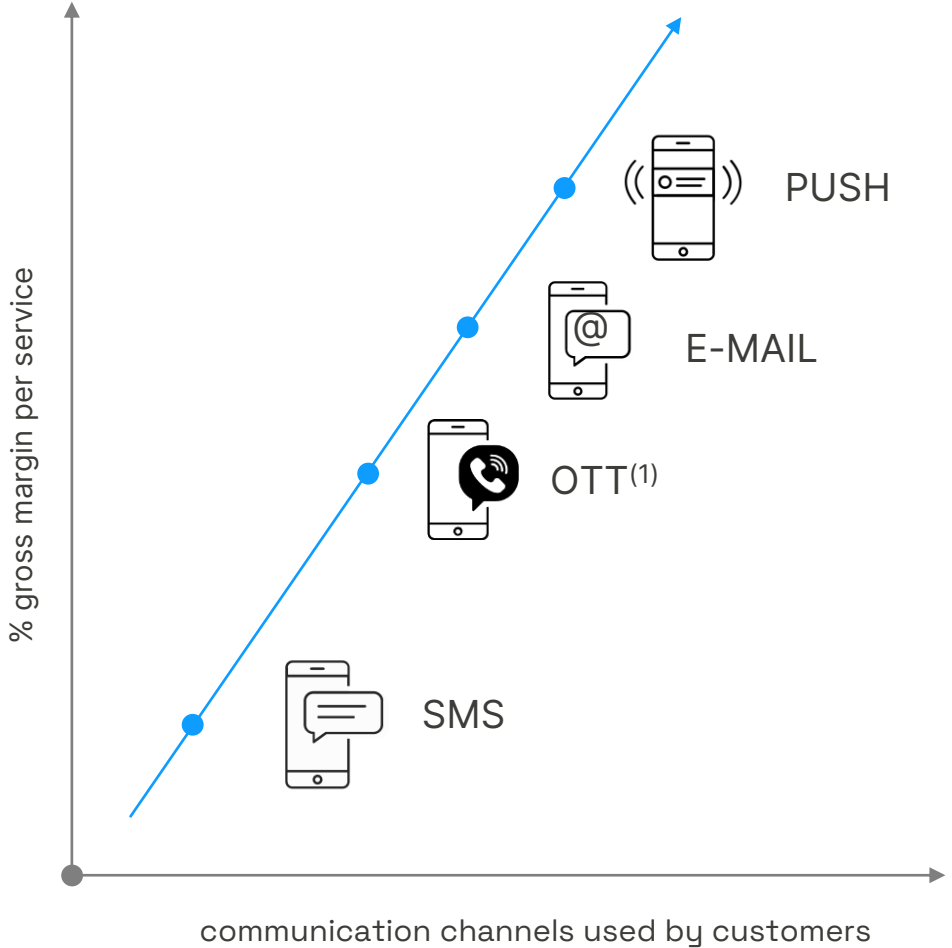 PUSH
@
E-MAIL
OTT(1)
SMS
% gross margin per service
communication channels used by customers